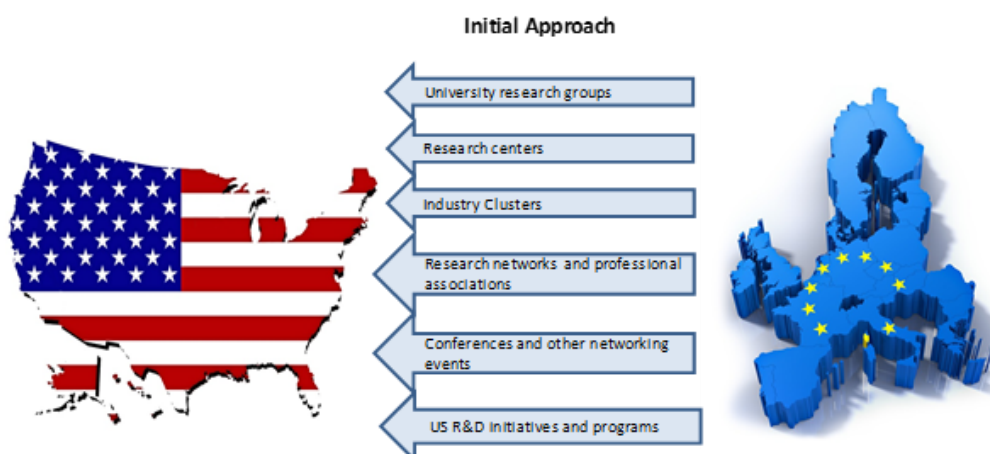 Initial Approach
University research groups
Research centers
Industry Clusters
Research networks and professional
associations
Conferences and other networking
events
US R&D initiatives and programs